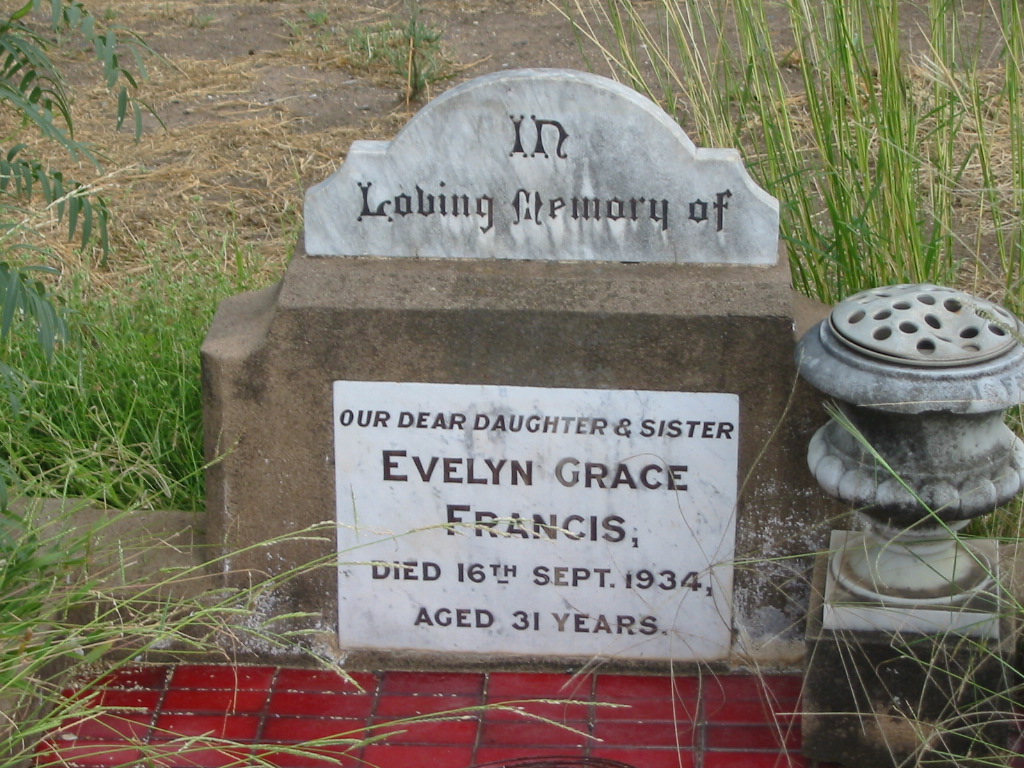 In
Loving Memory of
OUR DEAR DAUGHTER & SISTER
EVELYN GRACE
FRANCIS,
DIED 16TH SEPT. 1934,
AGED 31 YEARS.